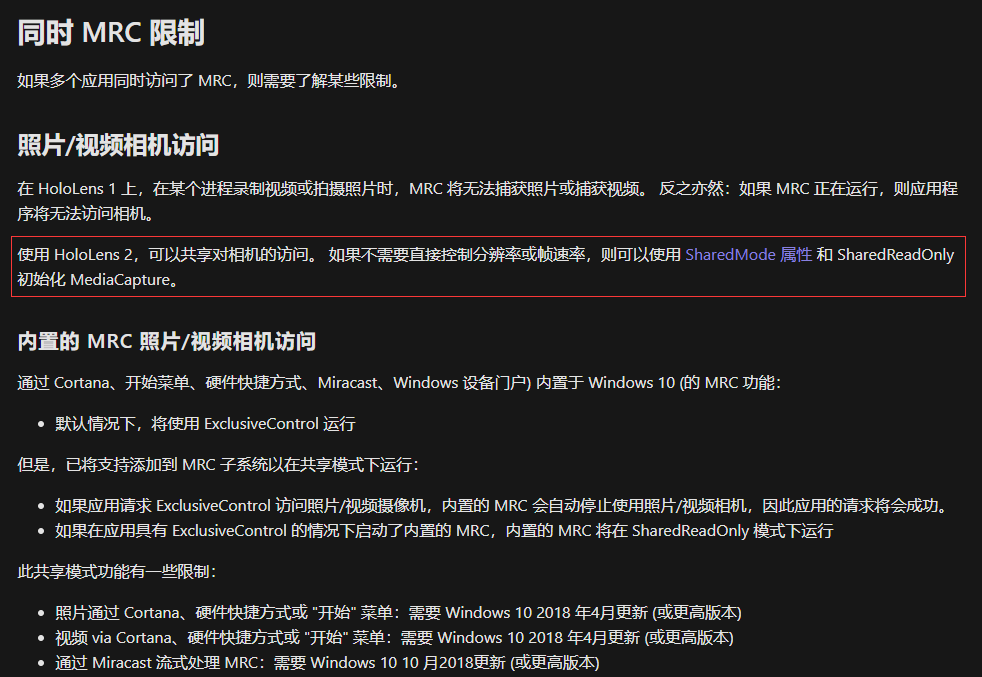 同时 MRC 限制
如果多个应用同时访问了 MRC，则需要了解某些限制。
照片/视频相机访问
在 HoloLens 1 上，在某个进程录制视频或拍摄照片时，MRC 将无法捕获照片或捕获视频。 反之亦然：如果 MRC 正在运行，则应用程
序将无法访问相机。
使用 HoloLens 2，可以共享对相机的访问。 如果不需要直接控制分辨率或帧速率，则可以使用 SharedMode 属性 和 SharedReadOnly
初始化 MediaCapture。
内置的 MRC 照片/视频相机访问
通过 Cortana、开始菜单、硬件快捷方式、Miracast、Windows 设备门户) 内置于 Windows 10 (的 MRC 功能：
• 默认情况下，将使用 ExclusiveControl 运行
但是，已将支持添加到 MRC 子系统以在共享模式下运行：
• 如果应用请求 ExclusiveControl 访问照片/视频摄像机，内置的 MRC 会自动停止使用照片/视频相机，因此应用的请求将会成功。
• 如果在应用具有 ExclusiveControl 的情况下启动了内置的 MRC，内置的 MRC 将在 SharedReadOnly 模式下运行
此共享模式功能有一些限制：
• 照片通过 Cortana、硬件快捷方式或 "开始" 菜单：需要 Windows 10 2018 年4月更新 (或更高版本)
• 视频 via Cortana、硬件快捷方式或 "开始" 菜单：需要 Windows 10 2018 年4月更新 (或更高版本)
• 通过 Miracast 流式处理 MRC：需要 Windows 10 10 月2018更新 (或更高版本)